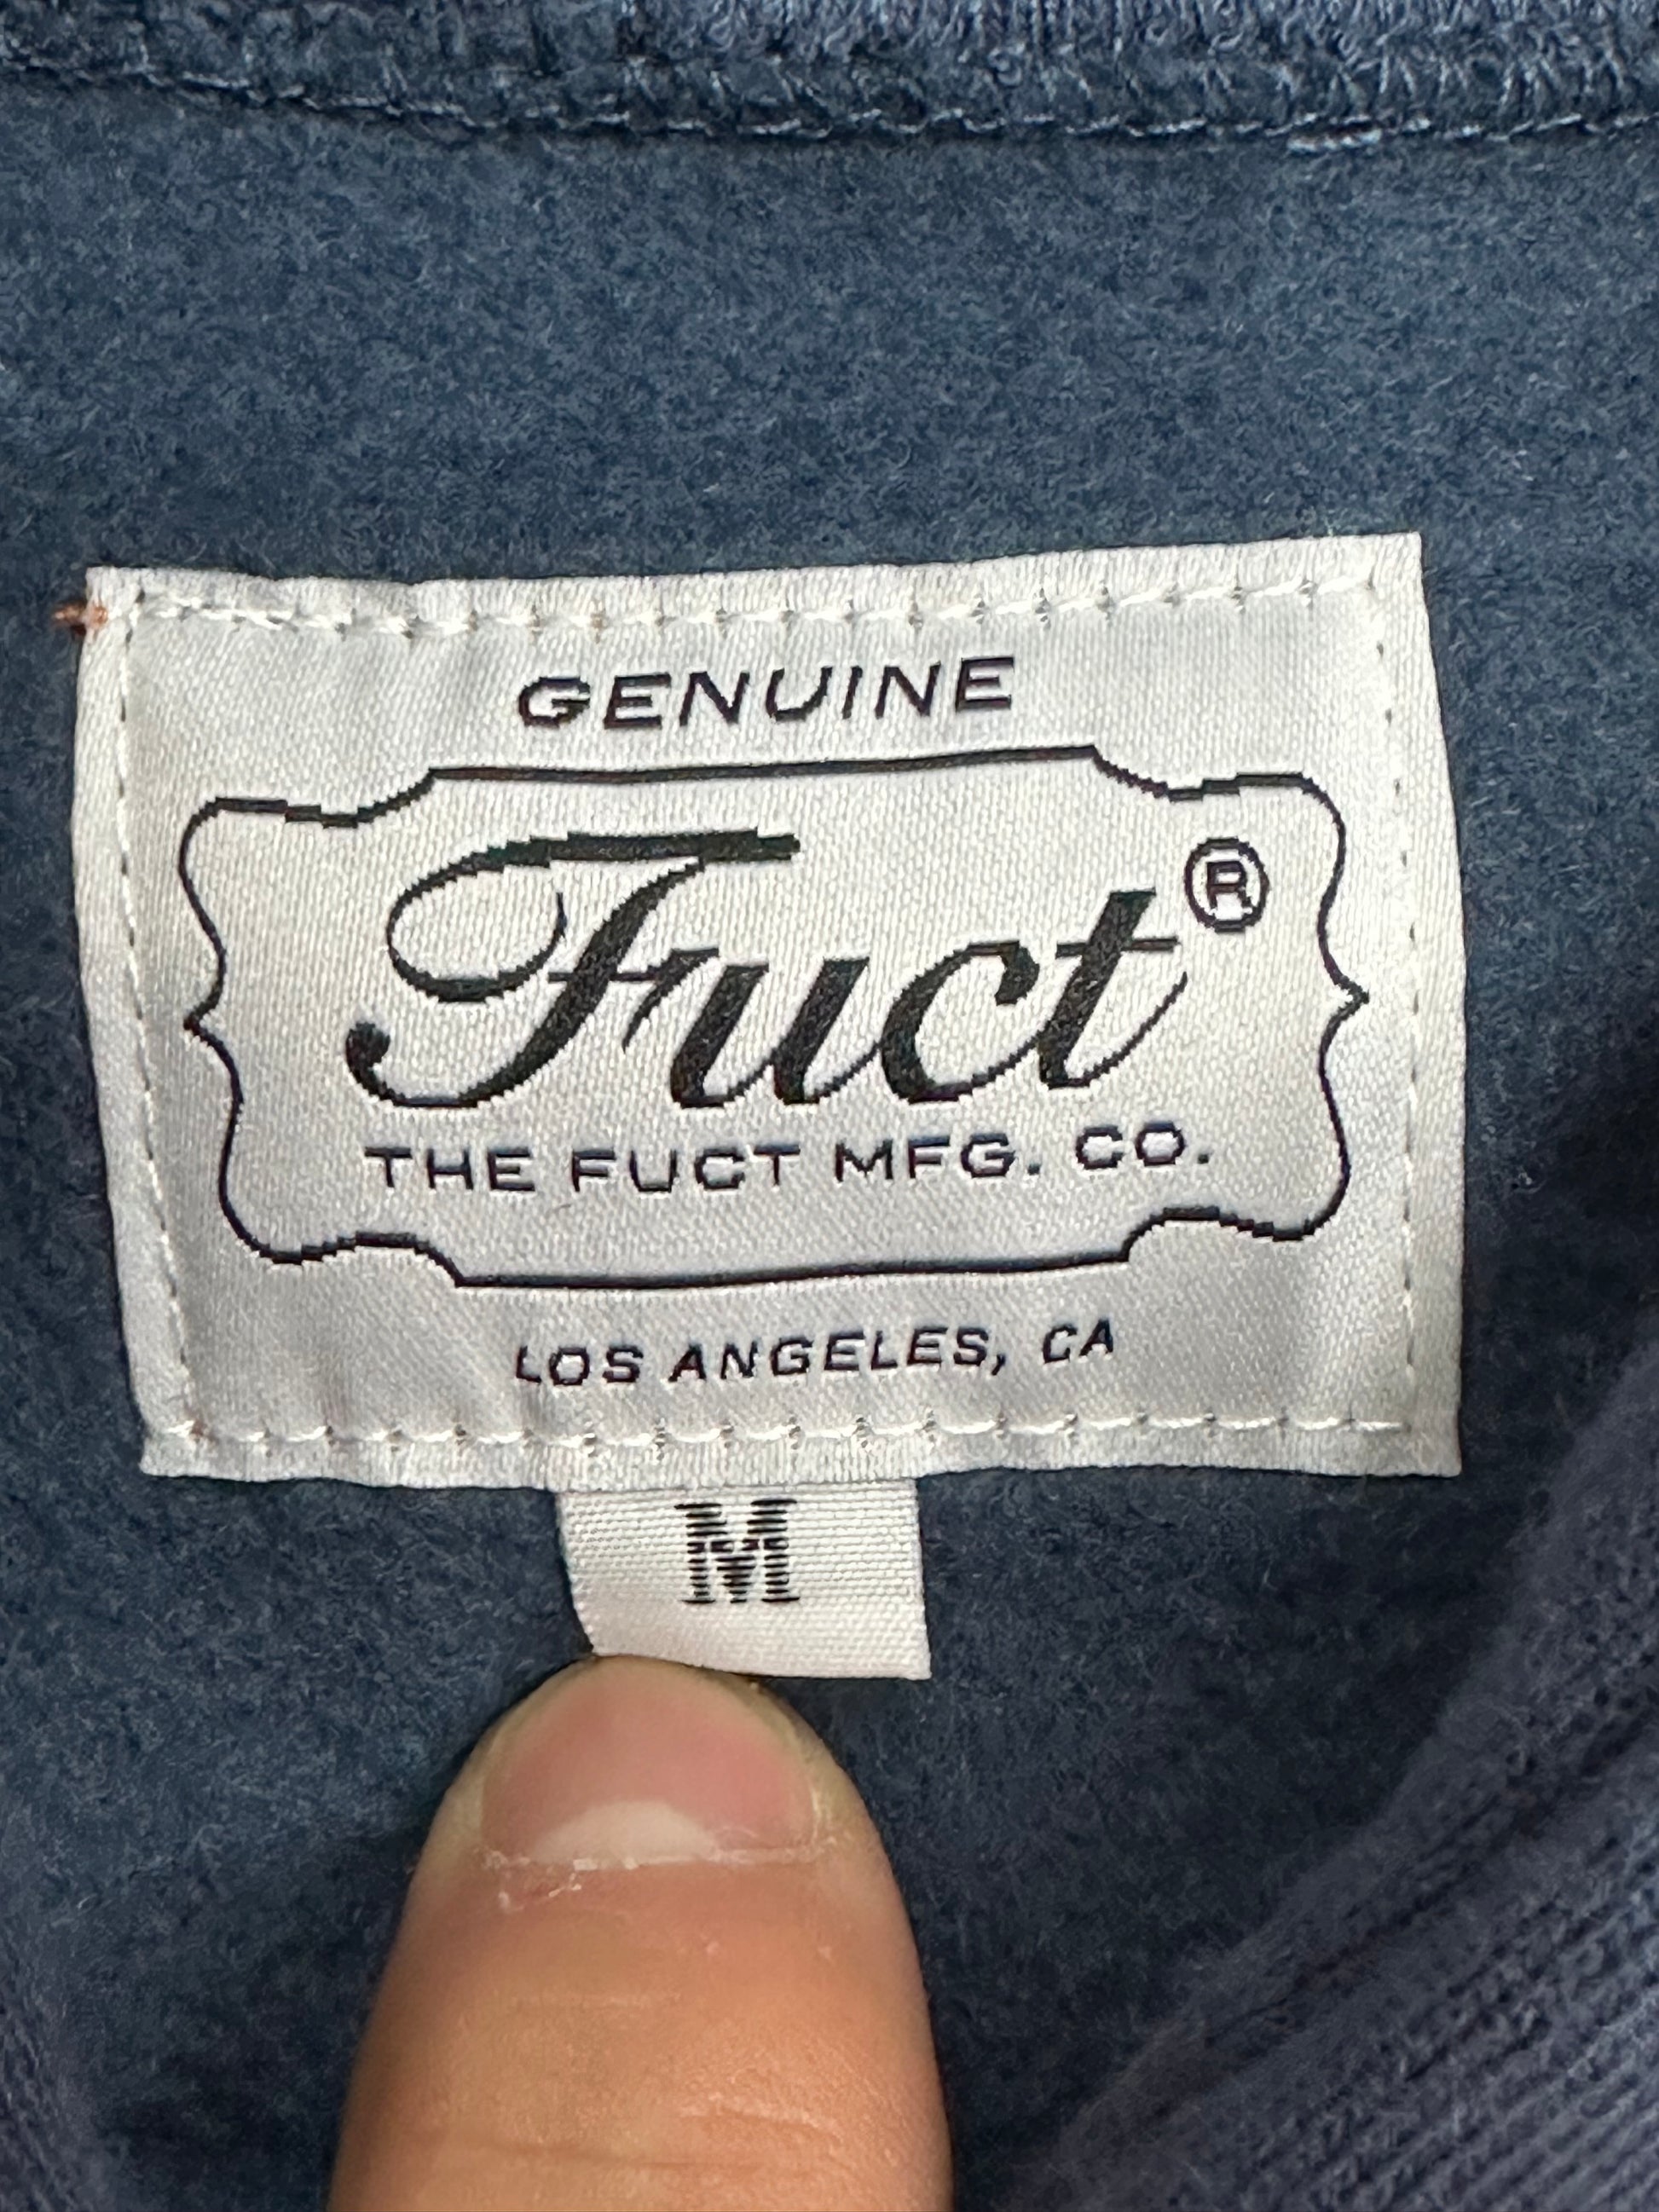 GENUINE
Fuct®
THE FUCT MFG. CO.
LOS ANGELES, CA
M